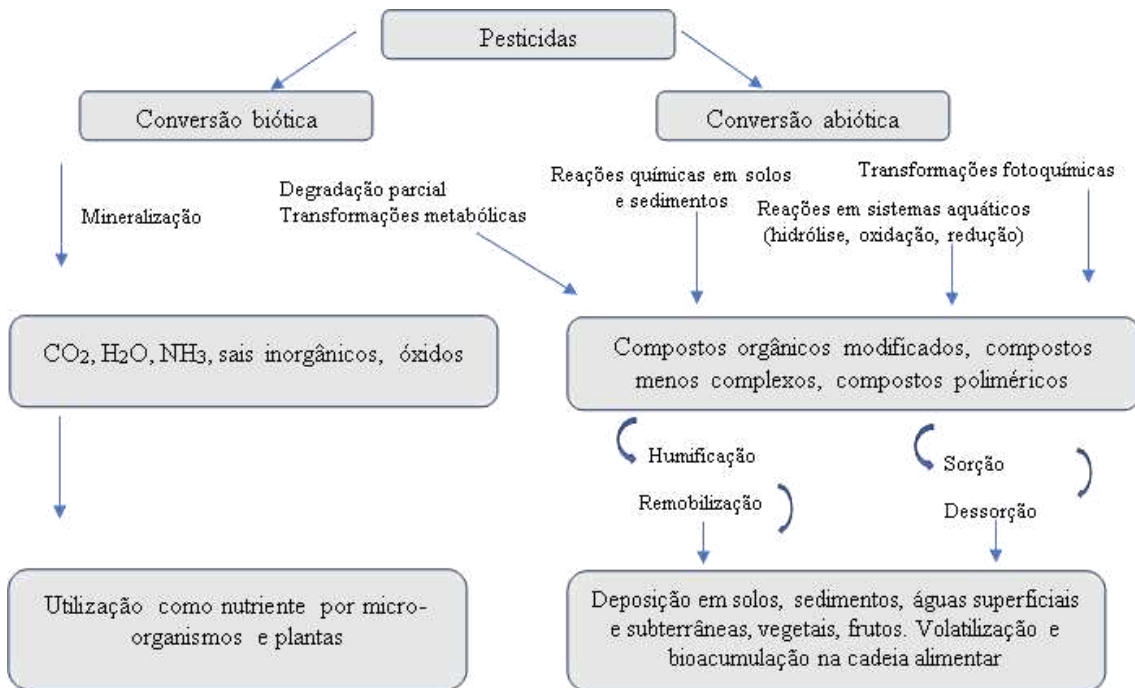 Pesticidas
Conversão biótica
Conversão abiótica
Mineralização
Degradação parcial
Transformações metabólicas
Reações químicas em solos
e sedimentos
Transformações fotoquímicas
Reações em sistemas aquáticos
(hidrólise, oxidação, redução)
CO2, H2O, NH3, sais inorgânicos, óxidos
Compostos orgânicos modificados, compostos
menos complexos, compostos poliméricos
Humificação
Sorção
Remobilização
Dessorção
Utilização como nutriente por micro-
organismos e plantas
Deposição em solos, sedimentos, águas superficiais
e subterrâneas, vegetais, frutos. Volatilização e
bioacumulação na cadeia alimentar